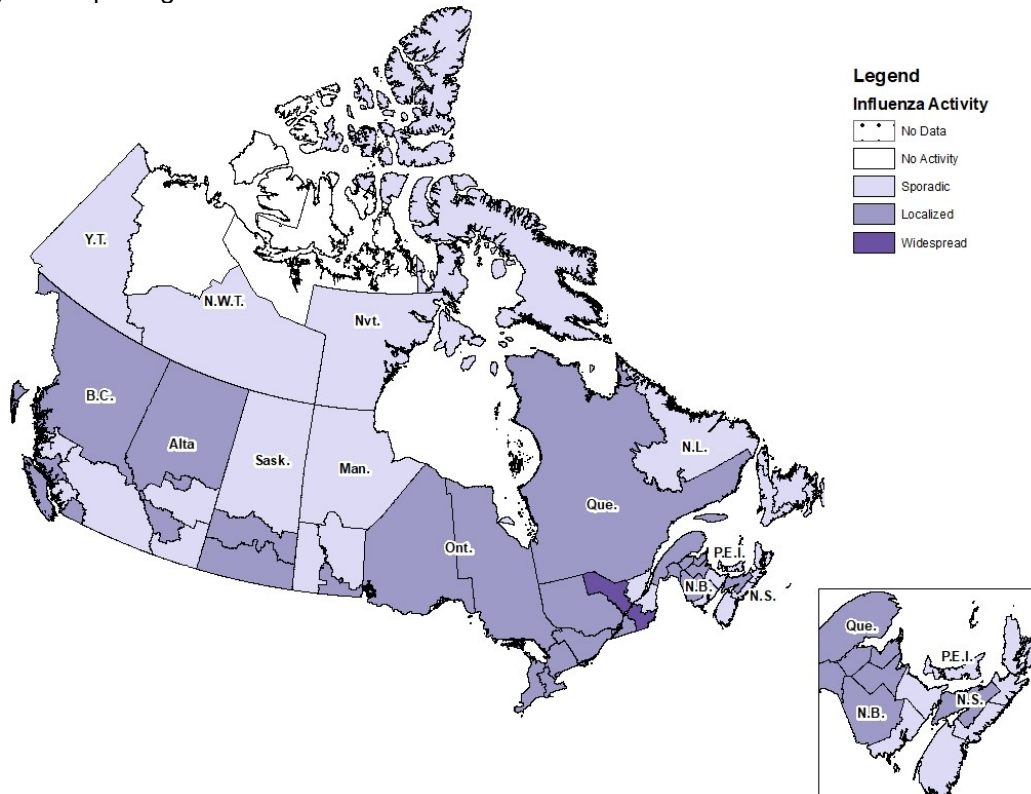 Legend
Influenza Activity
No Data
No Activity
Sporadic
Localized
Widespread
Y.T.
N.W.T.
Nvt.
B.C.
Alta
Sask.
Man.
N.L.
Que.
Ont.
P.E.I.
N.B.
N.S.
Que.
P.E.I.
N.S.
N.B.